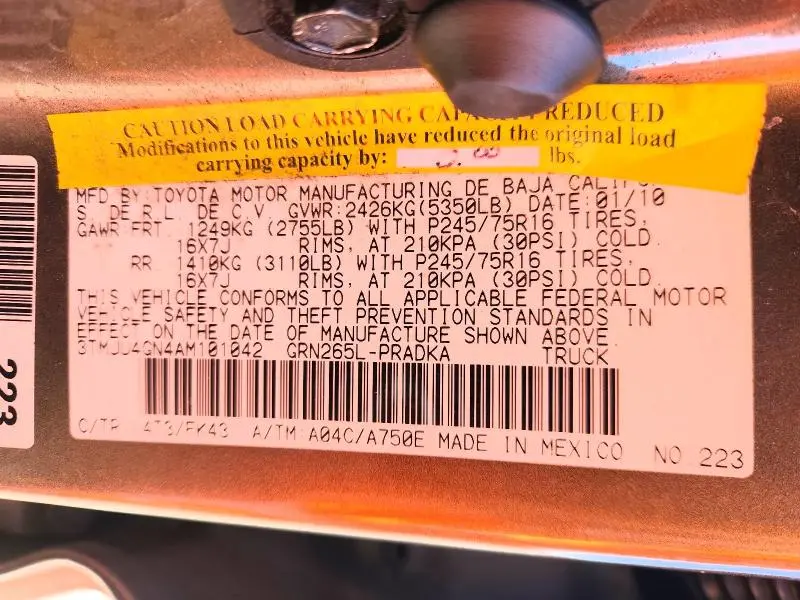 CAUTION LOAD CARRYING CAPACITY REDUCED
Modifications to this vehicle have reduced the original load
carrying capacity by: lbs.
MFD BY:TOYOTA MOTOR MANUFACTURING DE BAJA
S. DE R.L. DE C.V. GVWR:2426KG(5350LB) DATE:01/10
GAWR FRT. 1249KG (2755LB) WITH P245/75R16 TIRES,
16X7J RIMS, AT 210KPA (30PSI) COLD.
RR. 1410KG (3110LB) WITH P245/75R16 TIRES,
16X7J RIMS, AT 210KPA (30PSI) COLD.
THIS VEHICLE CONFORMS TO ALL APPLICABLE FEDERAL MOTOR
VEHICLE SAFETY AND THEFT PREVENTION STANDARDS IN
EFFECT ON THE DATE OF MANUFACTURE SHOWN ABOVE.
3TMJU4GN4AM101042 GRN265L-PRADKA TRUCK
C/TR 4T3/FK43 A/TM:A04C/A750E MADE IN MEXICO NO.223
223